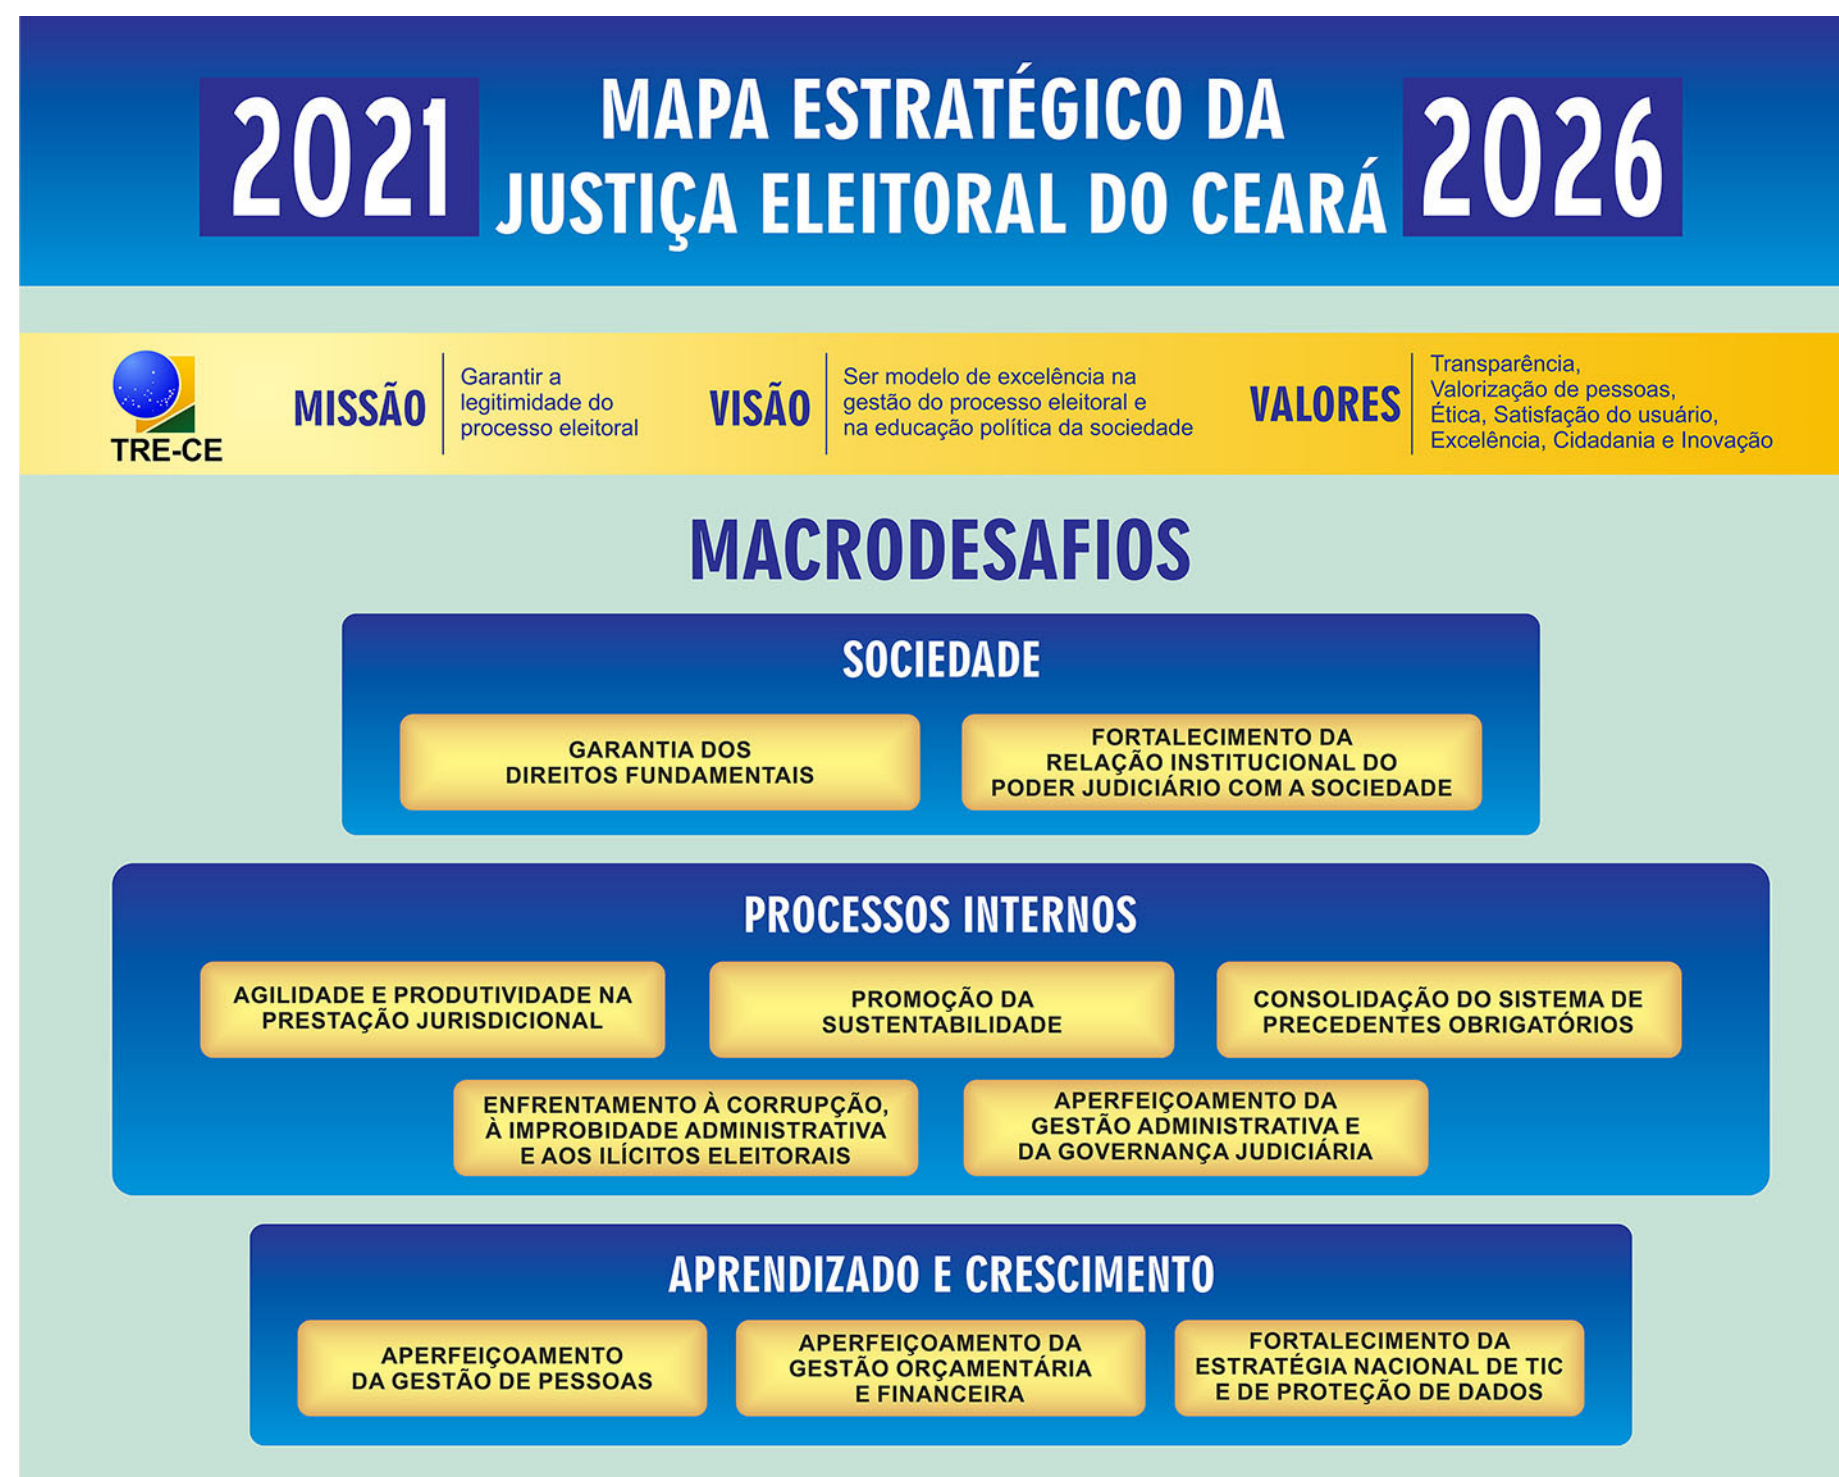 2021
MAPA ESTRATÉGICO DA
JUSTIÇA ELEITORAL DO CEARÁ
2026
TRE-CE
MISSÃO
Garantir a
legitimidade do
processo eleitoral
VISÃO
Ser modelo de excelência na
gestão do processo eleitoral e
na educação política da sociedade
VALORES
Transparência,
Valorização de pessoas,
Ética, Satisfação do usuário,
Excelência, Cidadania e Inovação
MACRODESAFIOS
SOCIEDADE
GARANTIA DOS
DIREITOS FUNDAMENTAIS
FORTALECIMENTO DA
RELAÇÃO INSTITUCIONAL DO
PODER JUDICIÁRIO COM A SOCIEDADE
PROCESSOS INTERNOS
AGILIDADE E PRODUTIVIDADE NA
PRESTAÇÃO JURISDICIONAL
PROMOÇÃO DA
SUSTENTABILIDADE
CONSOLIDAÇÃO DO SISTEMA DE
PRECEDENTES OBRIGATÓRIOS
ENFRENTAMENTO À CORRUPÇÃO,
À IMPROBIDADE ADMINISTRATIVA
E AOS ILÍCITOS ELEITORAIS
APERFEIÇOAMENTO DA
GESTÃO ADMINISTRATIVA E
DA GOVERNANÇA JUDICIÁRIA
APRENDIZADO E CRESCIMENTO
APERFEIÇOAMENTO
DA GESTÃO DE PESSOAS
APERFEIÇOAMENTO DA
GESTÃO ORÇAMENTÁRIA
E FINANCEIRA
FORTALECIMENTO DA
ESTRATÉGIA NACIONAL DE TIC
E DE PROTEÇÃO DE DADOS